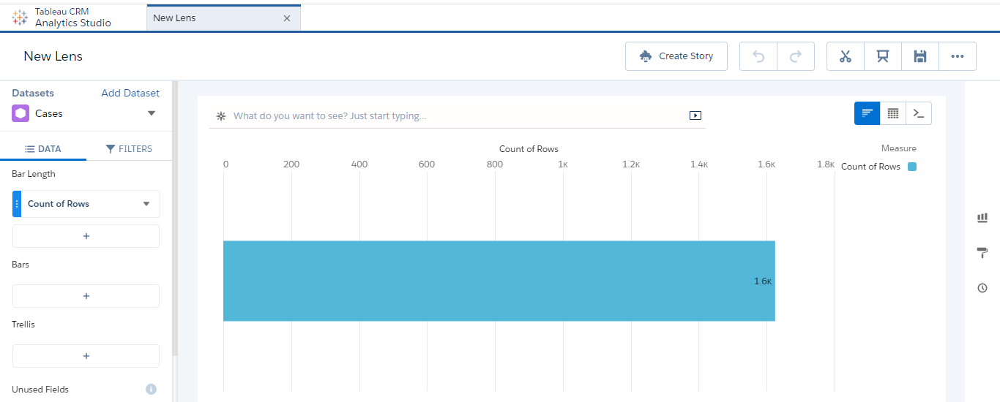 Tableau CRM
Analytics Studio
New Lens
New Lens
Create Story
Datasets
Add Dataset
Cases
DATA
FILTERS
Bar Length
Count of Rows
+
Bars
+
Trellis
+
Unused Fields
What do you want to see? Just start typing...
Count of Rows
0 200 400 600 800 1K 1.2K 1.4K 1.6K 1.8K
1.6K
Measure
Count of Rows